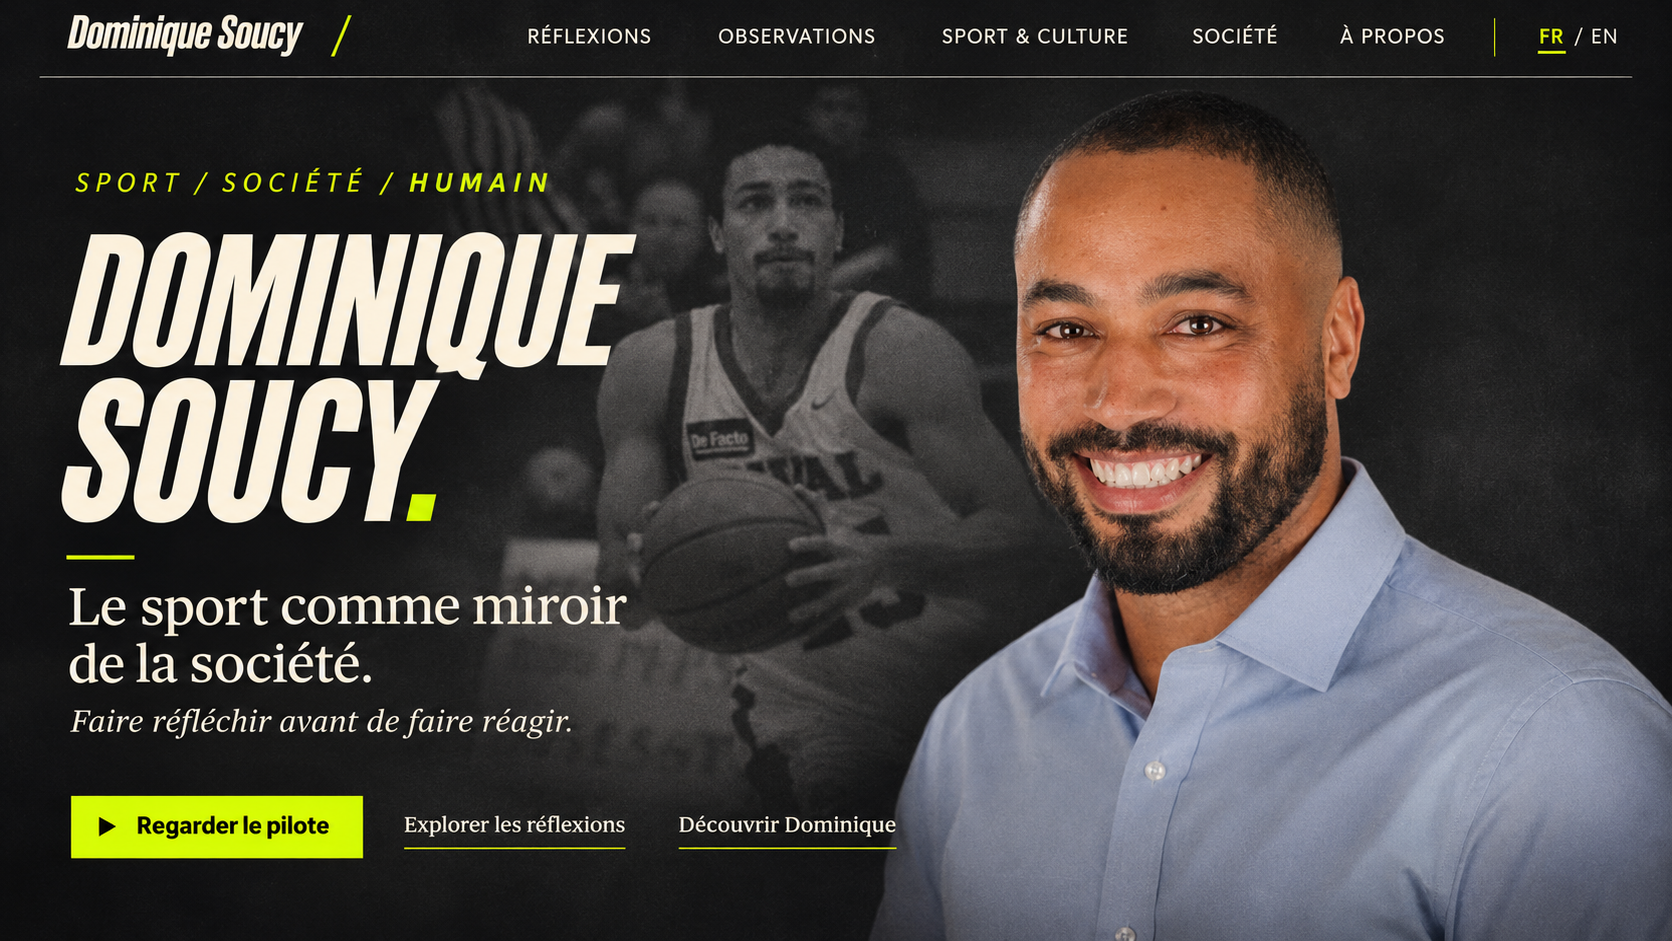 Dominique Soucy /
RÉFLEXIONS
OBSERVATIONS
SPORT & CULTURE
SOCIÉTÉ
À PROPOS
FR / EN
SPORT / SOCIÉTÉ / HUMAIN
DOMINIQUE
SOUCY.
De Facto
Le sport comme miroir
de la société.
Faire réfléchir avant de faire réagir.
Regarder le pilote
Explorer les réflexions
Découvrir Dominique